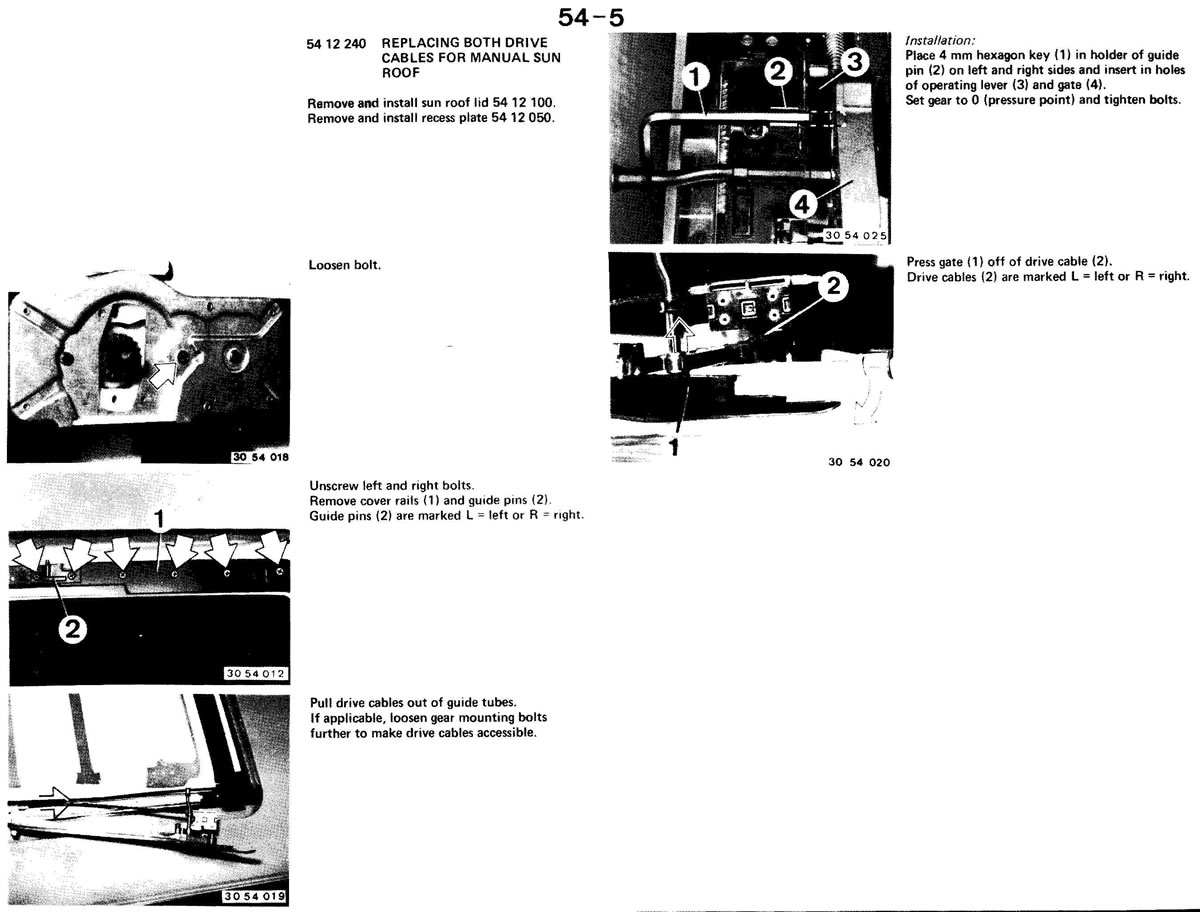 54-5
54 12 240 REPLACING BOTH DRIVE
CABLES FOR MANUAL SUN
ROOF
Remove and install sun roof lid 54 12 100.
Remove and install recess plate 54 12 050.
Loosen bolt.
30 54 018
Unscrew left and right bolts.
Remove cover rails (1) and guide pins (2).
Guide pins (2) are marked L = left or R = right.
1
2
30 54 012
Pull drive cables out of guide tubes.
If applicable, loosen gear mounting bolts
further to make drive cables accessible.
30 54 019
1
2
3
4
30 54 025
Installation:
Place 4 mm hexagon key (1) in holder of guide
pin (2) on left and right sides and insert in holes
of operating lever (3) and gate (4).
Set gear to 0 (pressure point) and tighten bolts.
2
1
30 54 020
Press gate (1) off of drive cable (2).
Drive cables (2) are marked L = left or R = right.